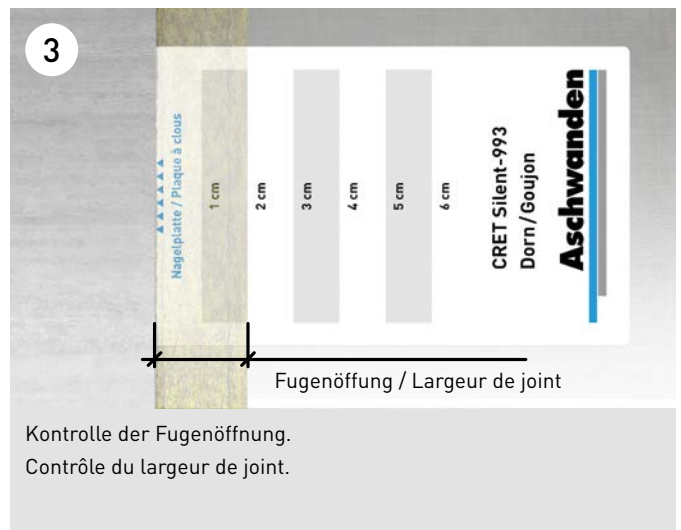 3
Nagelplatte / Plaque à clous
1 cm
2 cm
3 cm
4 cm
5 cm
6 cm
CRET Silent-993
Dorn/Goujon
Aschwanden
Fugenöffung / Largeur de joint
Kontrolle der Fugenöffnung.
Contrôle du largeur de joint.